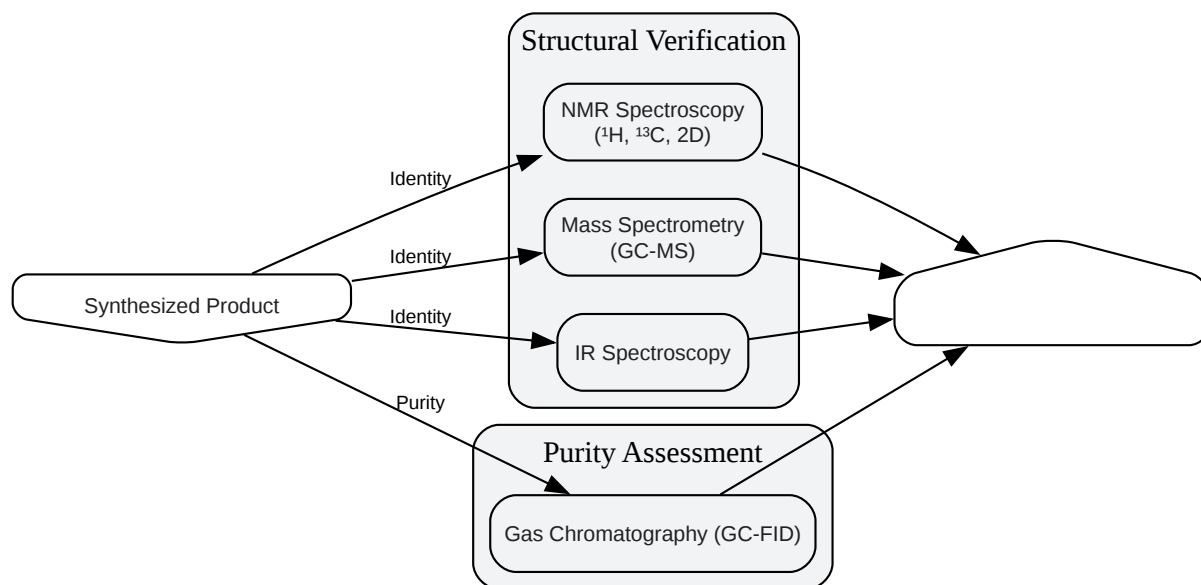 Structural Verification
NMR Spectroscopy
(¹H, ¹³C, 2D)
Identity
Mass Spectrometry
(GC-MS)
Identity
Synthesized Product
Identity
IR Spectroscopy
Purity
Purity Assessment
Gas Chromatography (GC-FID)